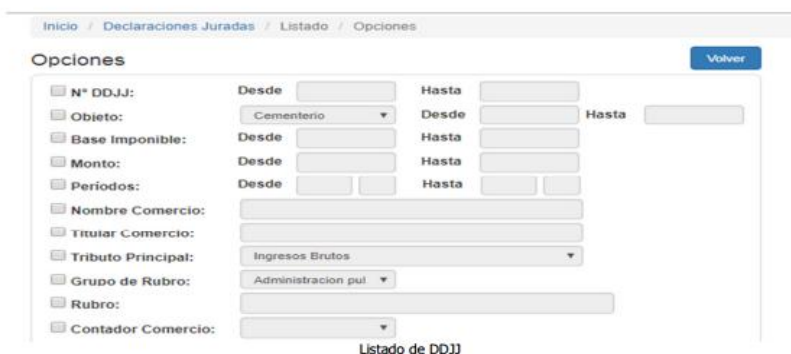 Inicio / Declaraciones Juradas / Listado / Opciones
Opciones
Volver
N° DDJJ: Desde Hasta
Objeto: Cementerio Desde Hasta
Base Imponible: Desde Hasta
Monto: Desde Hasta
Períodos: Desde Hasta
Nombre Comercio:
Titular Comercio:
Tributo Principal: Ingresos Brutos
Grupo de Rubro: Administracion pul
Rubro:
Contador Comercio:
Listado de DDJJ